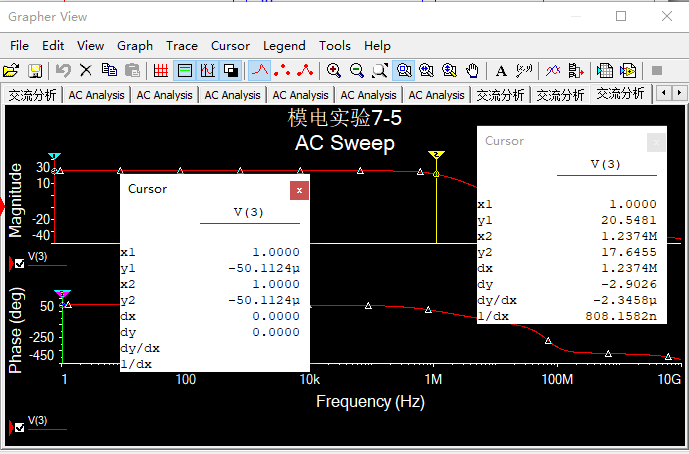 Grapher View
File Edit View Graph Trace Cursor Legend Tools Help
交流分析 AC Analysis AC Analysis AC Analysis AC Analysis AC Analysis AC Analysis 交流分析 交流分析 交流分析
模电实验7-5
AC Sweep
Magnitude
30
10
-20
-40
V(3)
Cursor
V(3)
x1 1.0000
y1 -50.1124µ
x2 1.0000
y2 -50.1124µ
dx 0.0000
dy 0.0000
dy/dx
1/dx
Cursor
V(3)
x1 1.0000
y1 20.5481
x2 1.2374M
y2 17.6455
dx 1.2374M
dy -2.9026
dy/dx -2.3458µ
1/dx 808.1582n
Phase (deg)
50
-250
-450
1 100 10k 1M 100M 10G
Frequency (Hz)
V(3)